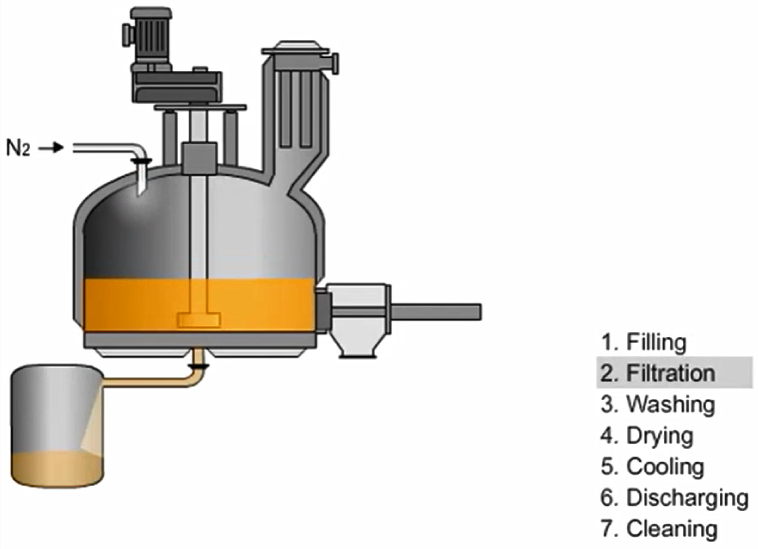 N2
1. Filling
2. Filtration
3. Washing
4. Drying
5. Cooling
6. Discharging
7. Cleaning